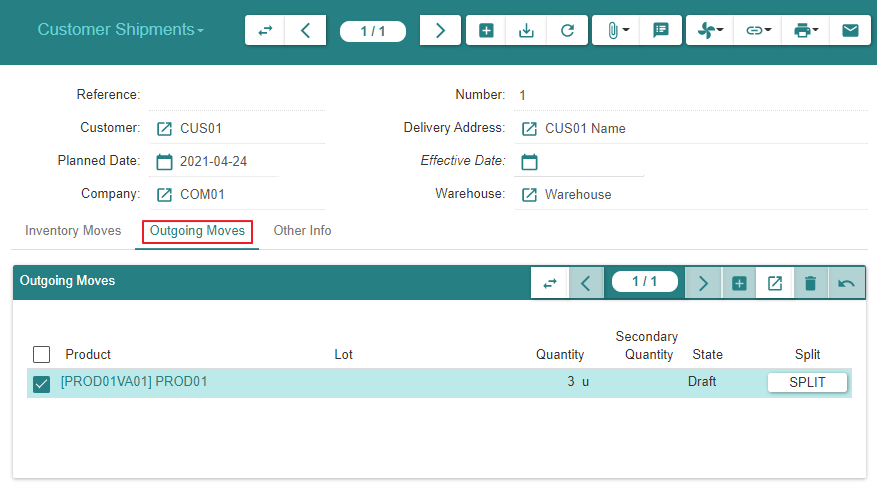 Customer Shipments
1 / 1
Reference:
Number: 1
Customer: CUS01
Delivery Address: CUS01 Name
Planned Date: 2021-04-24
Effective Date:
Company: COM01
Warehouse: Warehouse
Inventory Moves Outgoing Moves Other Info
Outgoing Moves 1 / 1
Product Lot Quantity Secondary Quantity State Split
[PROD01VA01] PROD01 3 u Draft SPLIT